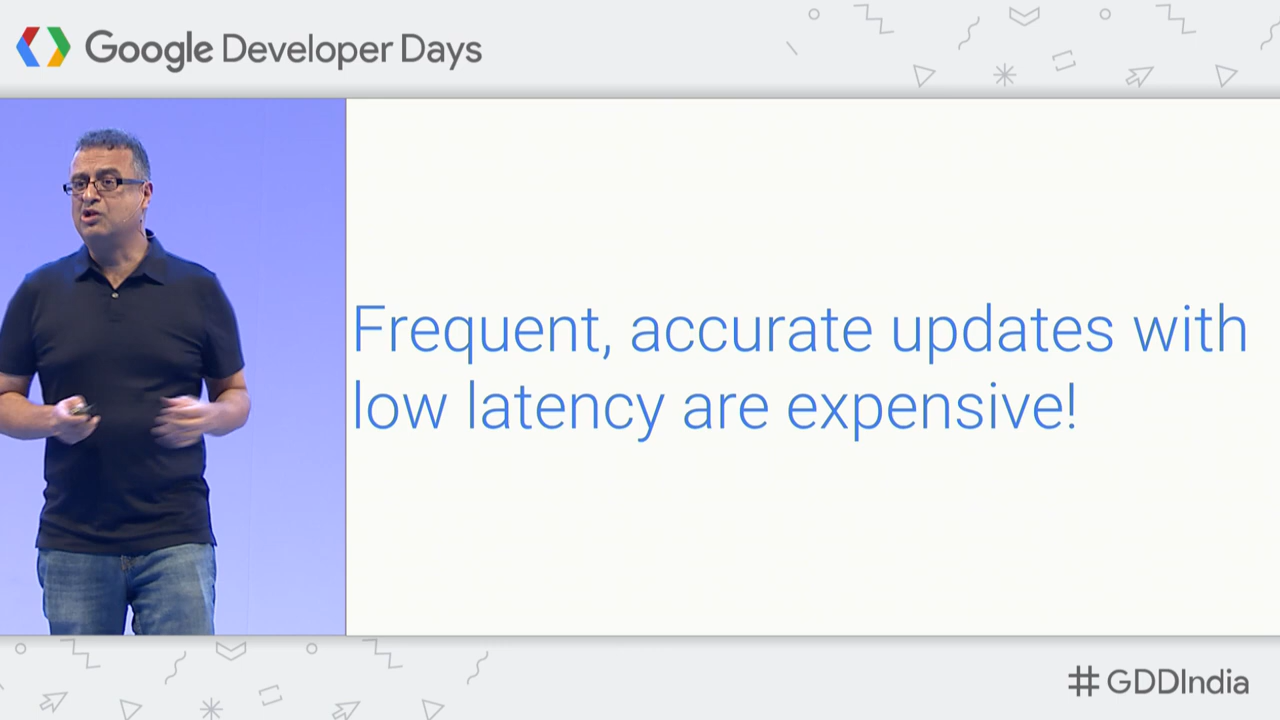 Google Developer Days
Frequent, accurate updates with
low latency are expensive!
#GDDIndia